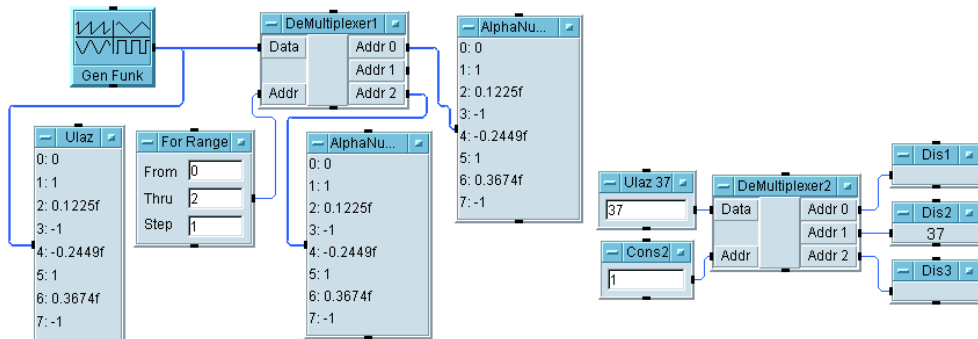 Gen Funk
DeMultiplexer1
Data
Addr
Addr 0
Addr 1
Addr 2
AlphaNu...
0: 0
1: 1
2: 0.1225f
3: -1
4: -0.2449f
5: 1
6: 0.3674f
7: -1
Ulaz
0: 0
1: 1
2: 0.1225f
3: -1
4: -0.2449f
5: 1
6: 0.3674f
7: -1
For Range
From 0
Thru 2
Step 1
AlphaNu...
0: 0
1: 1
2: 0.1225f
3: -1
4: -0.2449f
5: 1
6: 0.3674f
7: -1
Ulaz 37
37
Cons2
1
DeMultiplexer2
Data
Addr
Addr 0
Addr 1
Addr 2
Dis1
Dis2
37
Dis3